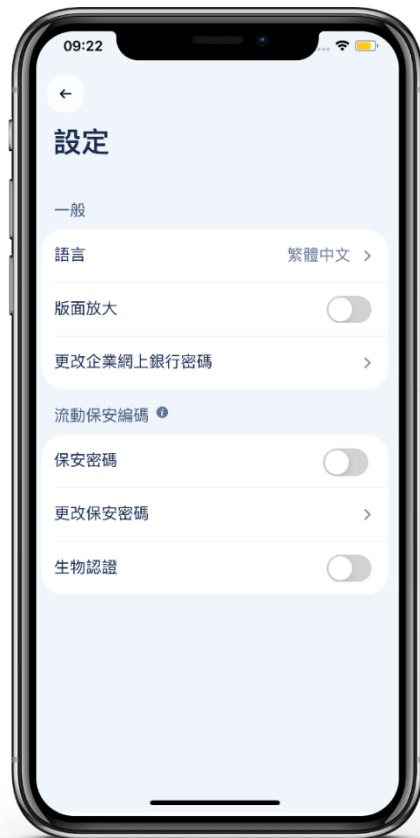 09:22
設定
一般
語言
繁體中文
版面放大
更改企業網上銀行密碼
流動保安編碼
保安密碼
更改保安密碼
生物認證